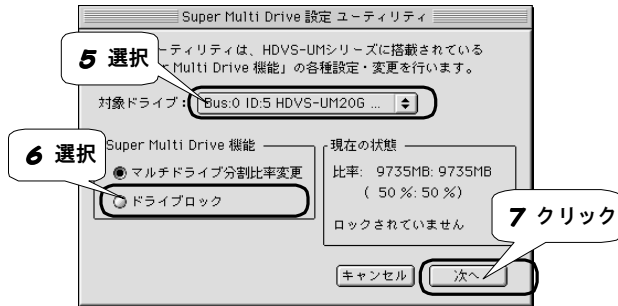 Super Multi Drive 設定 ユーティリティ
5 選択
ーティリティは、HDVS-UMシリーズに搭載されている
Multi Drive 機能」の各種設定・変更を行います。
対象ドライブ： Bus:0 ID:5 HDVS-UM20G ...
6 選択
Super Multi Drive 機能
マルチドライブ分割比率変更
ドライブロック
現在の状態
比率： 9735MB: 9735MB
( 50 %: 50 %)
ロックされていません
7 クリック
キャンセル
次へ